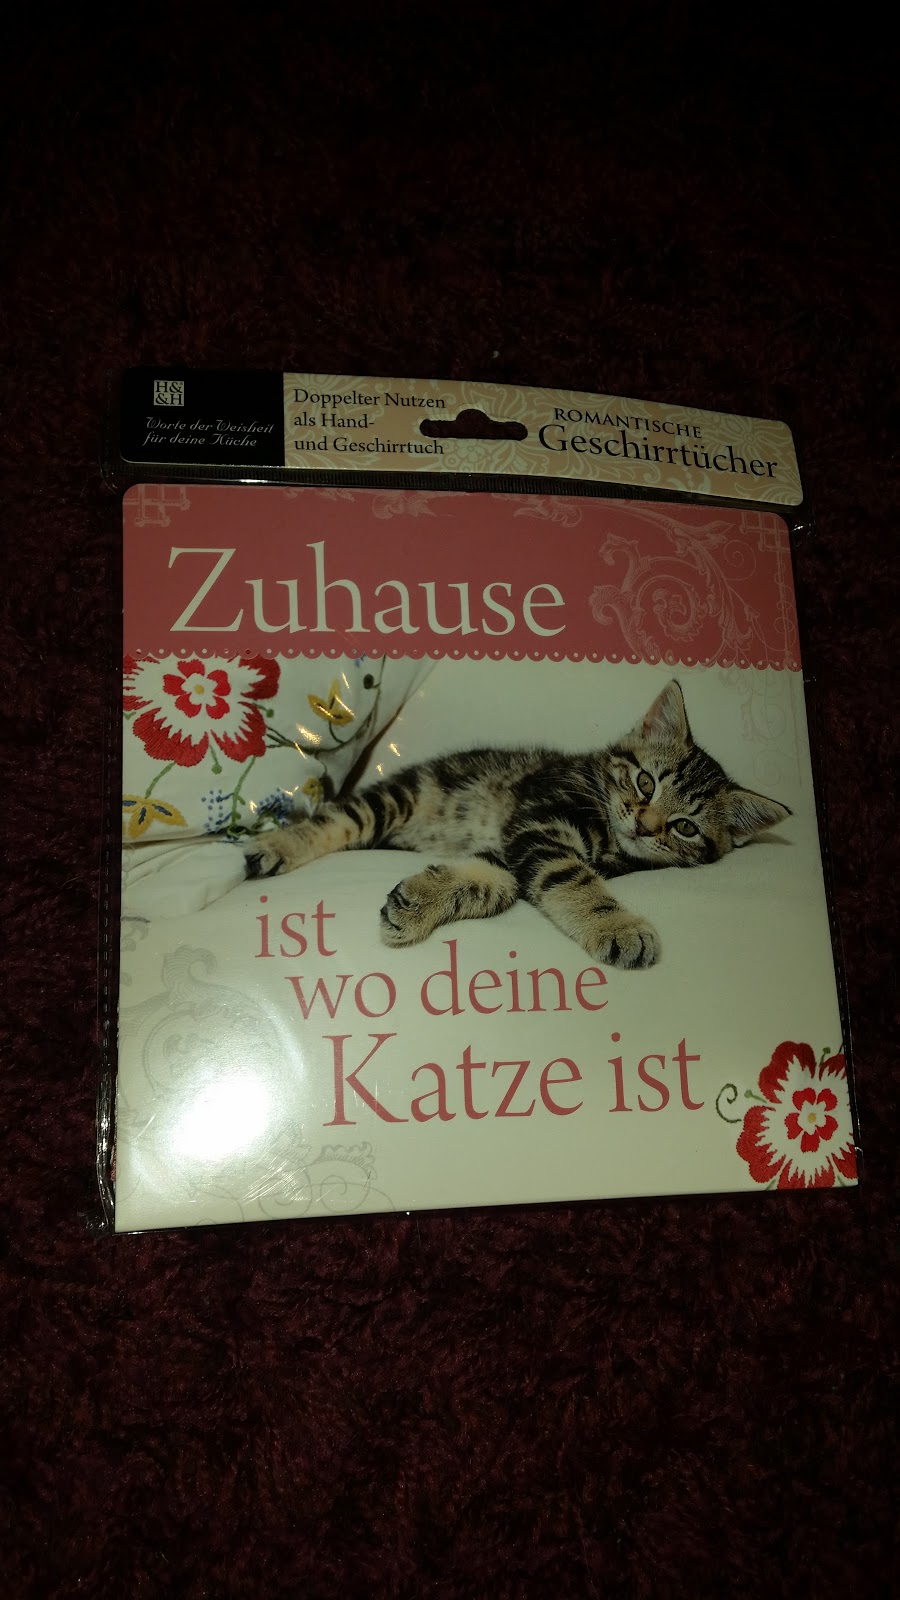 H&
&H
Worte der Weisheit
für deine Küche
Doppelter Nutzen
als Hand-
und Geschirrtuch
ROMANTISCHE
Geschirrtücher
Zuhause
ist
wo deine
Katze ist